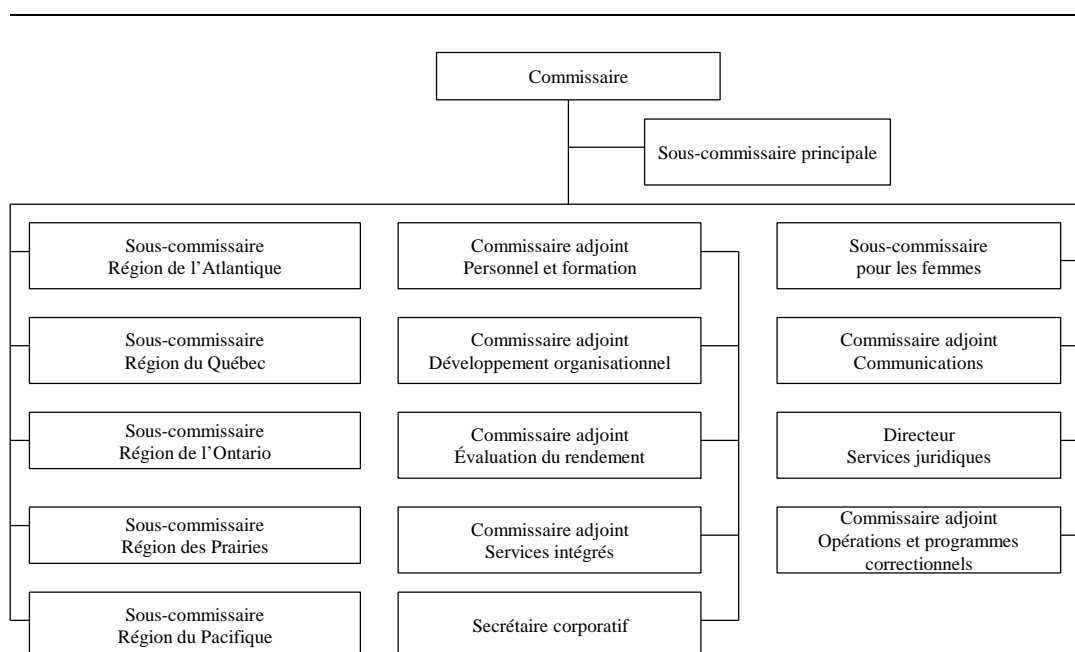 Commissaire
Sous-commissaire principale
Sous-commissaire
Région de l’Atlantique
Commissaire adjoint
Personnel et formation
Sous-commissaire
pour les femmes
Sous-commissaire
Région du Québec
Commissaire adjoint
Développement organisationnel
Commissaire adjoint
Communications
Sous-commissaire
Région de l’Ontario
Commissaire adjoint
Évaluation du rendement
Directeur
Services juridiques
Sous-commissaire
Région des Prairies
Commissaire adjoint
Services intégrés
Commissaire adjoint
Opérations et programmes
correctionnels
Sous-commissaire
Région du Pacifique
Secrétaire corporatif